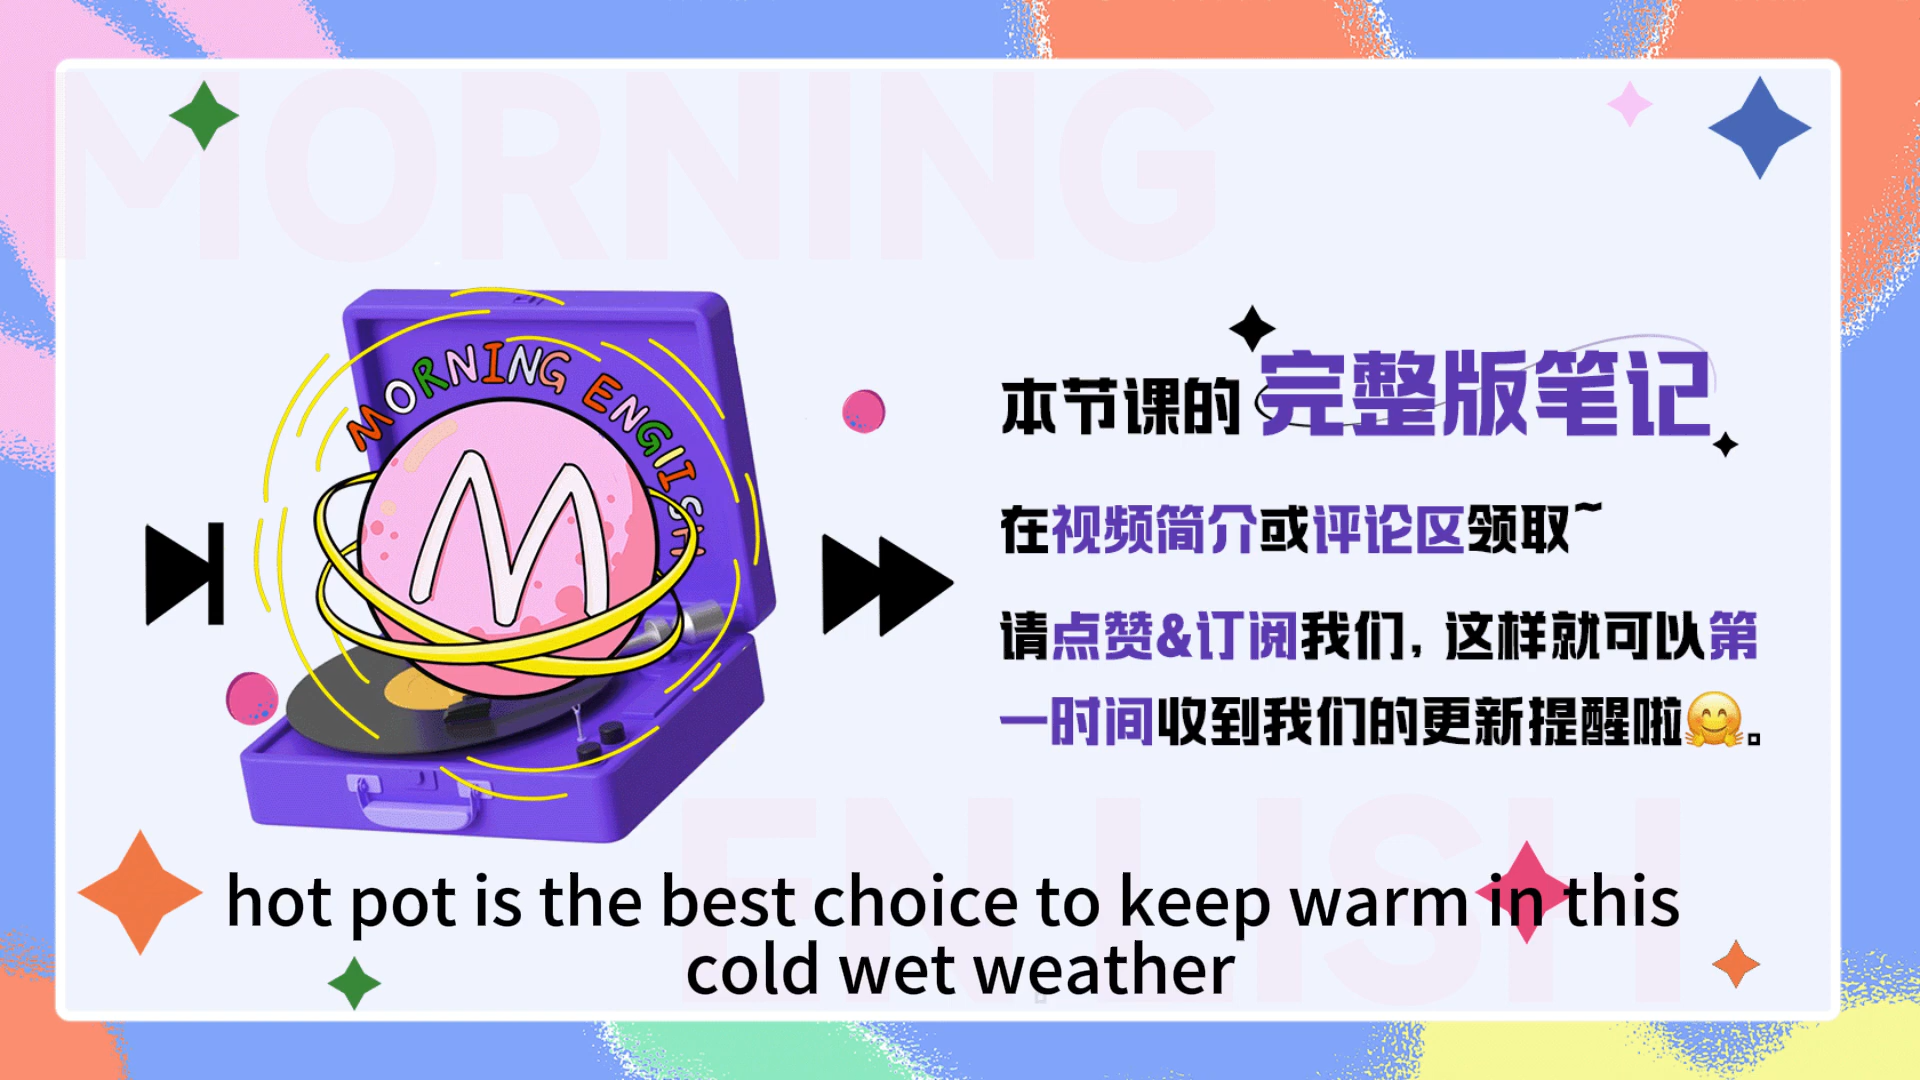 MORNING
MORNING ENGLISH
M
本节课的 完整版笔记
在视频简介或评论区领取~
请点赞&订阅我们, 这样就可以第
一时间收到我们的更新提醒啦🤗。
hot pot is the best choice to keep warm in this
cold wet weather